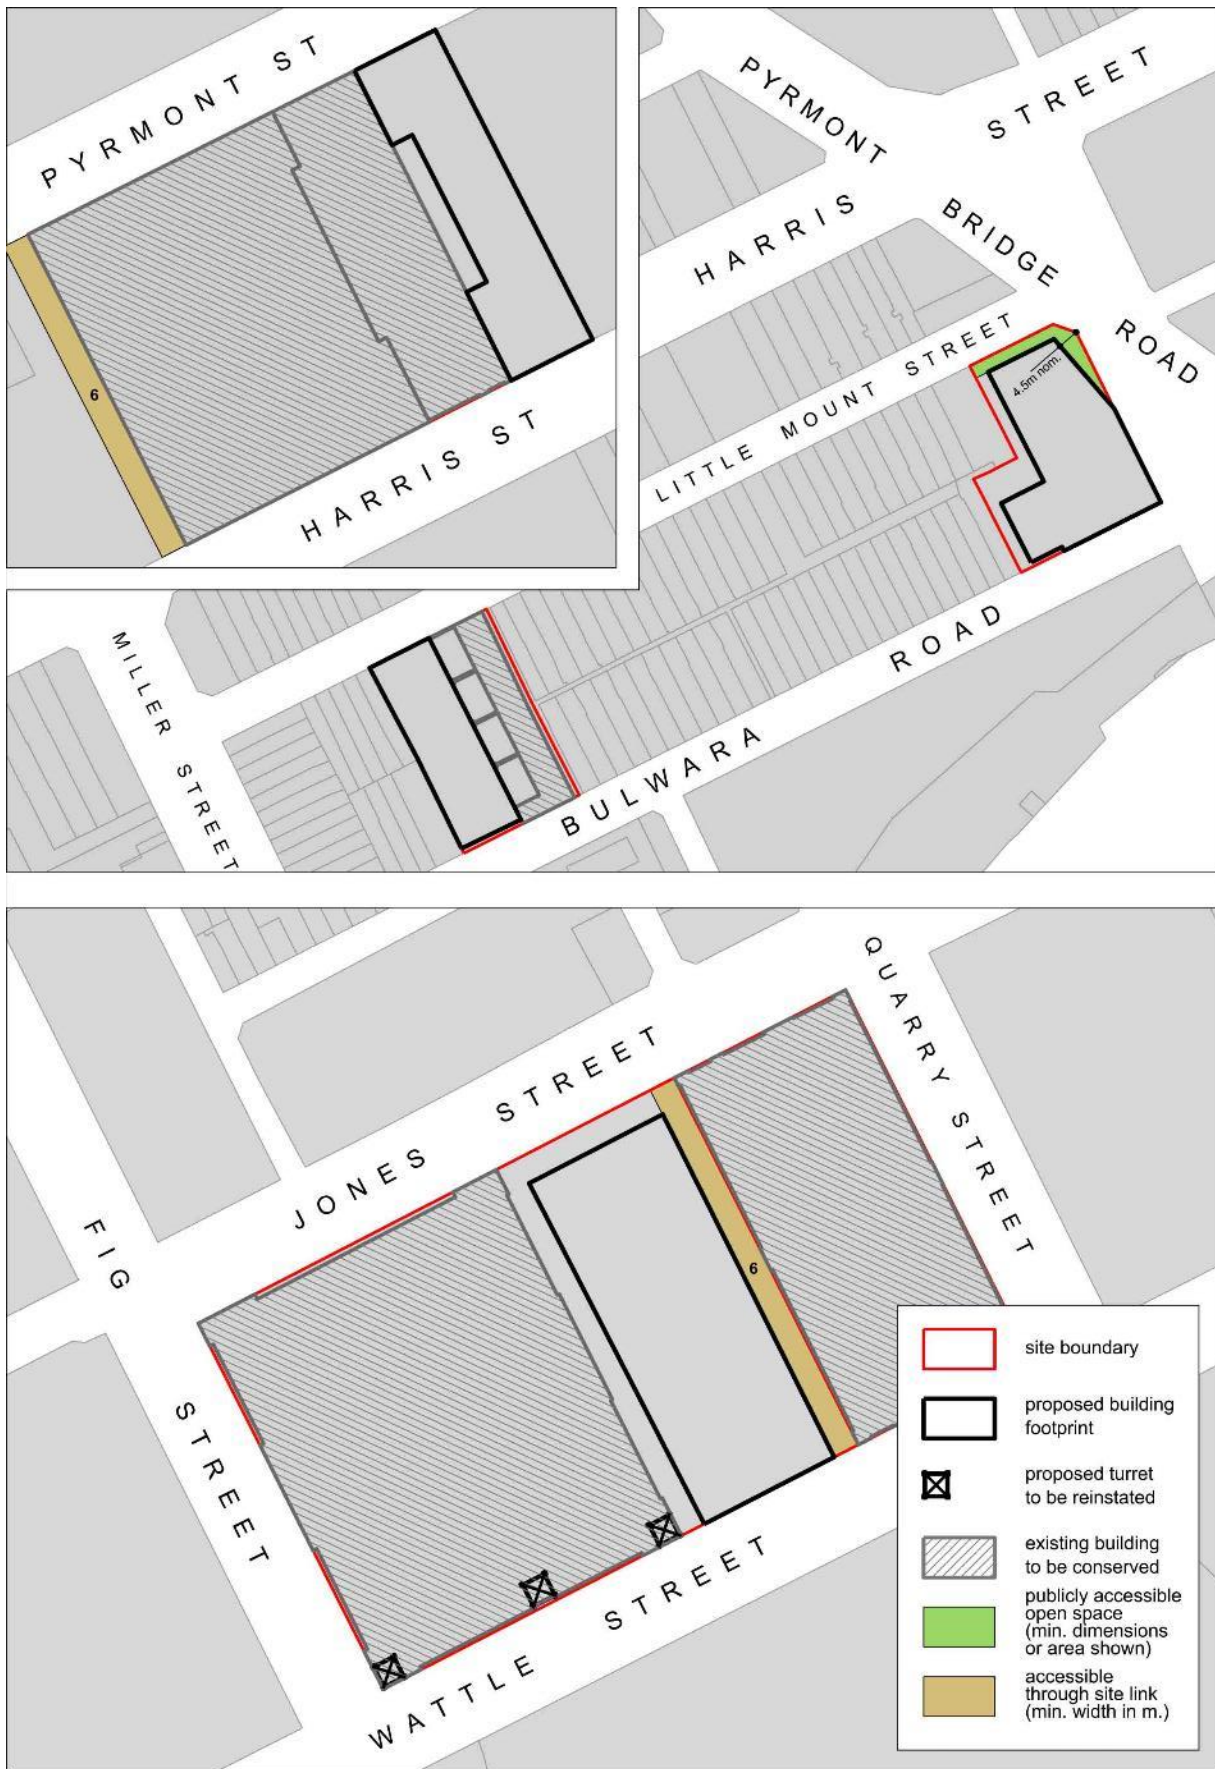 PYRMONT ST
6
HARRIS ST
PYRMONT
BRIDGE
ROAD
HARRIS STREET
LITTLE MOUNT STREET
4.5m nom.
MILLER STREET
BULWARA ROAD
QUARRY STREET
JONES STREET
FIG STREET
6
WATTLE STREET
site boundary
proposed building
footprint
proposed turret
to be reinstated
existing building
to be conserved
publicly accessible
open space
(min. dimensions
or area shown)
accessible
through site link
(min. width in m.)